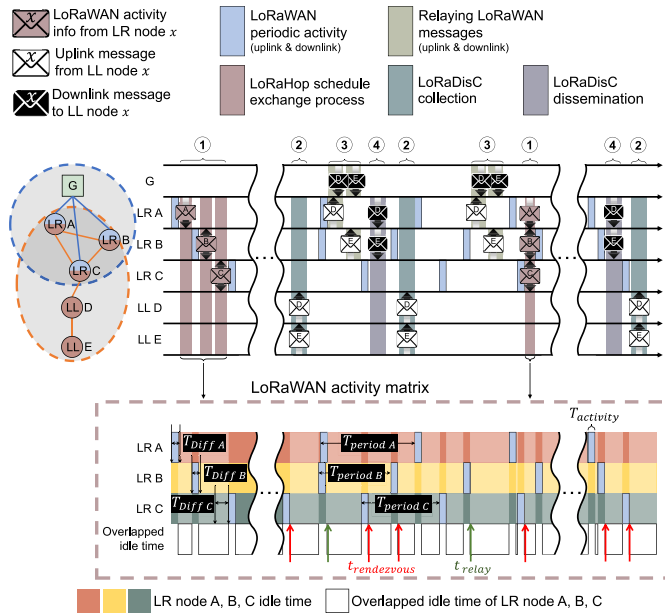 LoRaWAN activity
info from LR node x
Uplink message
from LL node x
Downlink message
to LL node x
LoRaWAN
periodic activity
(uplink & downlink)
Relaying LoRaWAN
messages
(uplink & downlink)
LoRaHop schedule
exchange process
LoRaDisC
collection
LoRaDisC
dissemination
x
x
x
1 2 3 4 2 3 1 4 2
G
LR A
LR B
LR C
LL D
LL E
G
LR A
LR B
LR C
LL D
LL E
D E D E
A D D D A D
B E D E B D
C C
D D D
E E E
LoRaWAN activity matrix
T_activity
LR A T_Diff A T_period A
LR B T_Diff B T_period B
LR C T_Diff C T_period C
Overlapped
idle time
t_rendezvous t_relay
LR node A, B, C idle time
Overlapped idle time of LR node A, B, C